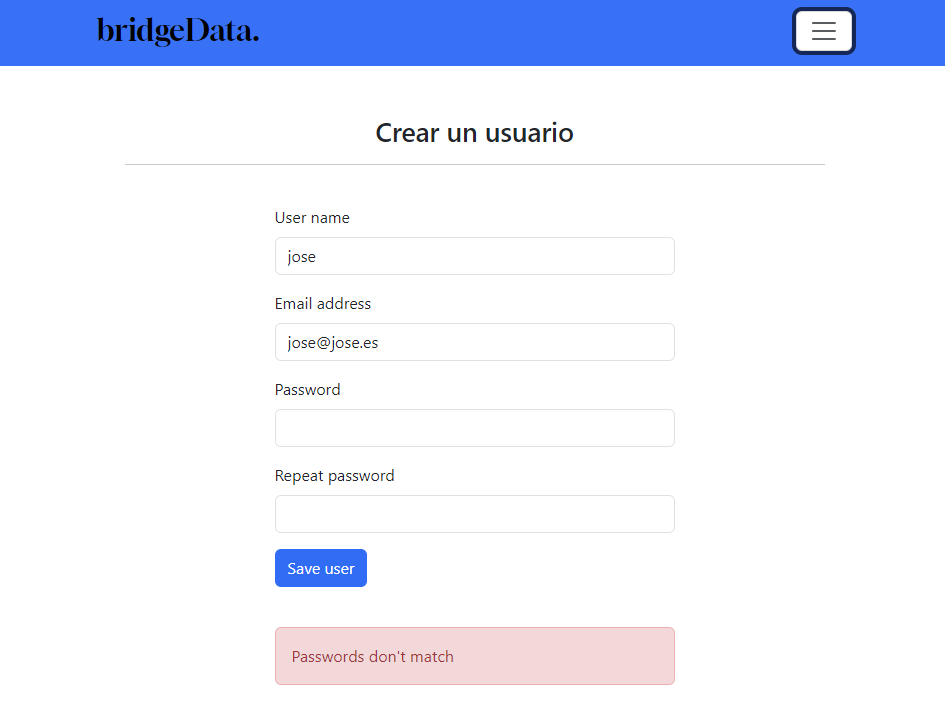 bridgeData.
Crear un usuario
User name
jose
Email address
jose@jose.es
Password
Repeat password
Save user
Passwords don't match